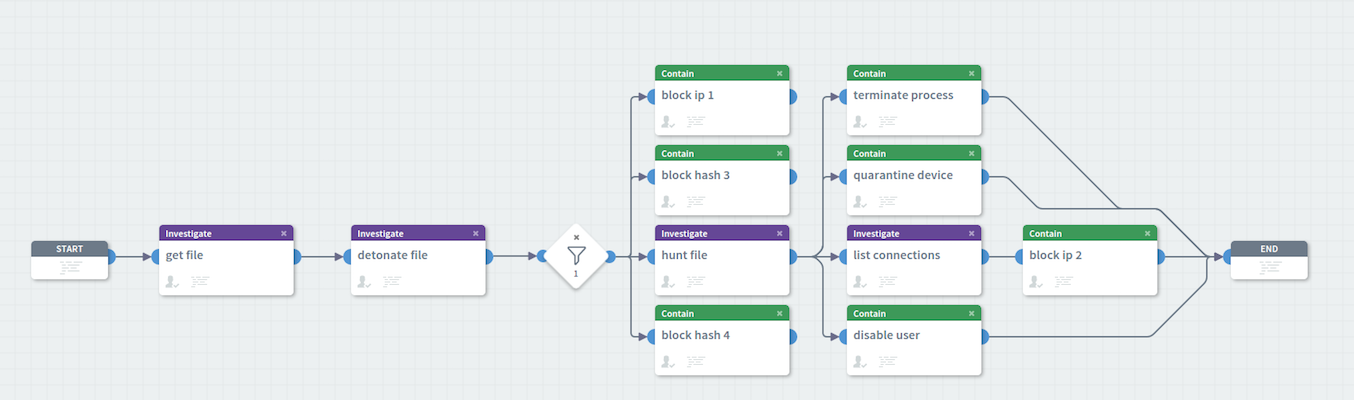 START
Investigate
get file
Investigate
detonate file
1
Contain
block ip 1
Contain
block hash 3
Investigate
hunt file
Contain
block hash 4
Contain
terminate process
Contain
quarantine device
Investigate
list connections
Contain
disable user
Contain
block ip 2
END